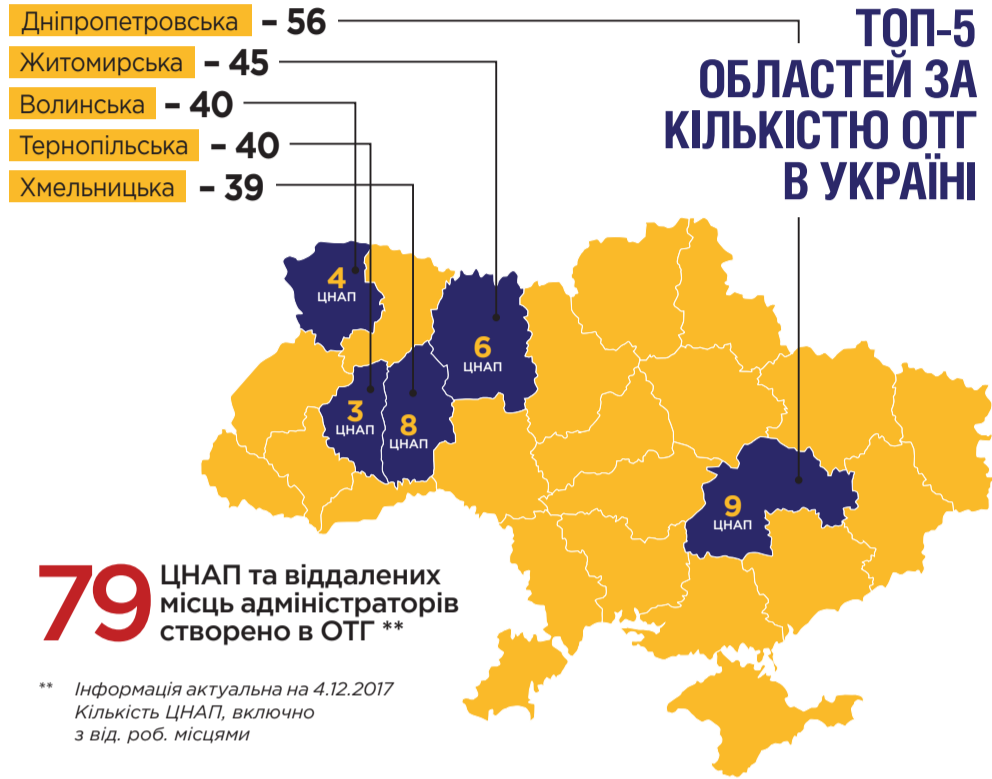 Дніпропетровська – 56
Житомирська – 45
Волинська – 40
Тернопільська – 40
Хмельницька – 39
ТОП-5
ОБЛАСТЕЙ ЗА
КІЛЬКІСТЮ ОТГ
В УКРАЇНІ
4
ЦНАП
6
ЦНАП
3
ЦНАП
8
ЦНАП
9
ЦНАП
79 ЦНАП та віддалених
місць адміністраторів
створено в ОТГ **
** Інформація актуальна на 4.12.2017
Кількість ЦНАП, включно
з від. роб. місцями